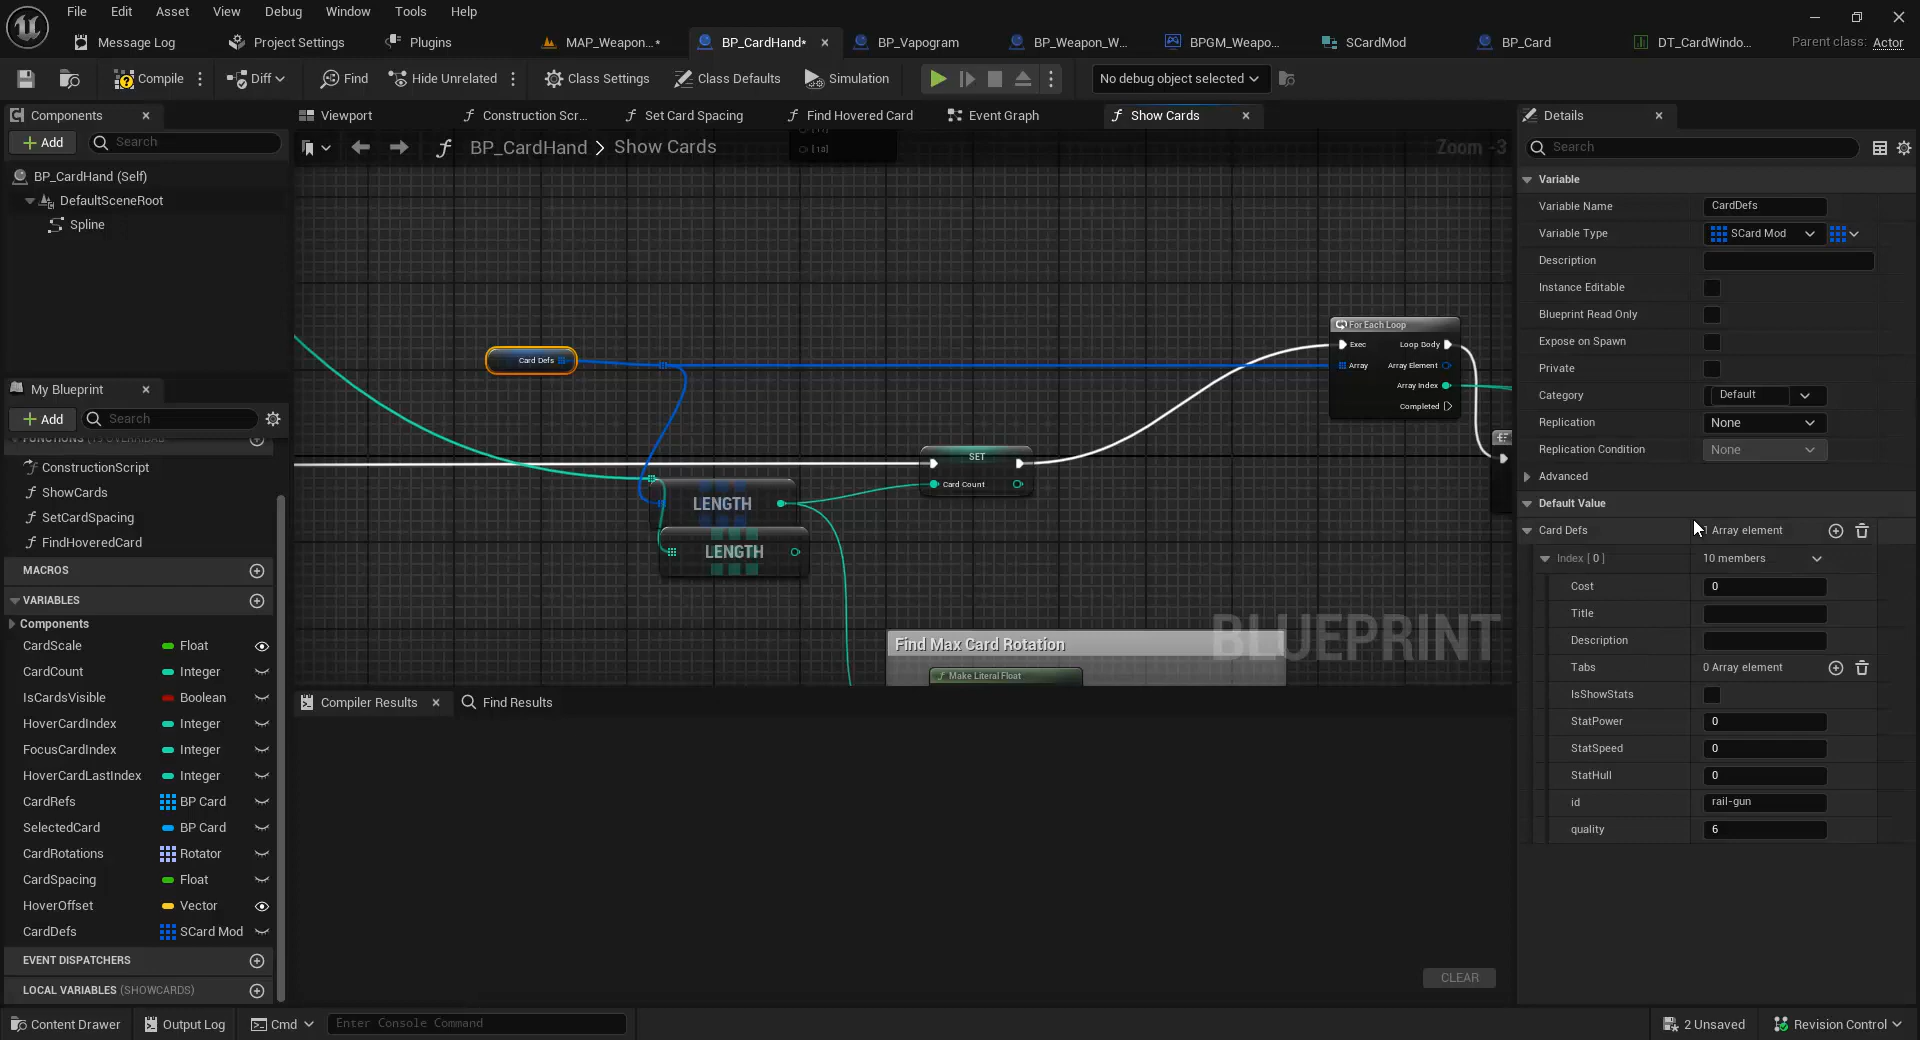 File Edit Asset View Debug Window Tools Help
Message Log Project Settings Plugins MAP_Weapon...* BP_CardHand* BP_Vapogram BP_Weapon_W... BPGM_Weapo... SCardMod BP_Card DT_CardWindo... Parent class: Actor
Compile Diff Find Hide Unrelated Class Settings Class Defaults Simulation No debug object selected
Components
Add Search
BP_CardHand (Self)
DefaultSceneRoot
Spline
My Blueprint
Add Search
ConstructionScript
ShowCards
SetCardSpacing
FindHoveredCard
MACROS
VARIABLES
Components
CardScale Float
CardCount Integer
IsCardsVisible Boolean
HoverCardIndex Integer
FocusCardIndex Integer
HoverCardLastIndex Integer
CardRefs BP Card
SelectedCard BP Card
CardRotations Rotator
CardSpacing Float
HoverOffset Vector
CardDefs SCard Mod
EVENT DISPATCHERS
LOCAL VARIABLES (SHOWCARDS)
Viewport Construction Scr... Set Card Spacing Find Hovered Card Event Graph Show Cards
BP_CardHand > Show Cards
Zoom -3
Card Defs
LENGTH
LENGTH
SET
Card Count
For Each Loop
Exec Loop Body
Array Array Element
Array Index
Completed
Find Max Card Rotation
Make Literal Float
BLUEPRINT
Compiler Results Find Results
CLEAR
Details
Search
Variable
Variable Name CardDefs
Variable Type SCard Mod
Description
Instance Editable
Blueprint Read Only
Expose on Spawn
Private
Category Default
Replication None
Replication Condition None
Advanced
Default Value
Card Defs Array element
Index [ 0 ] 10 members
Cost 0
Title
Description
Tabs 0 Array element
IsShowStats
StatPower 0
StatSpeed 0
StatHull 0
id rail-gun
quality 6
Content Drawer Output Log Cmd Enter Console Command 2 Unsaved Revision Control